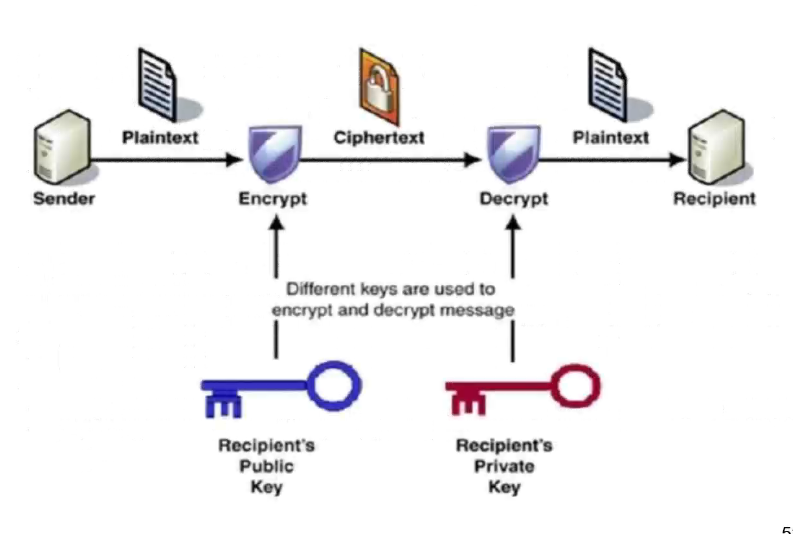 Plaintext
Ciphertext
Plaintext
Sender
Encrypt
Decrypt
Recipient
Different keys are used to
encrypt and decrypt message
Recipient's
Public
Key
Recipient's
Private
Key